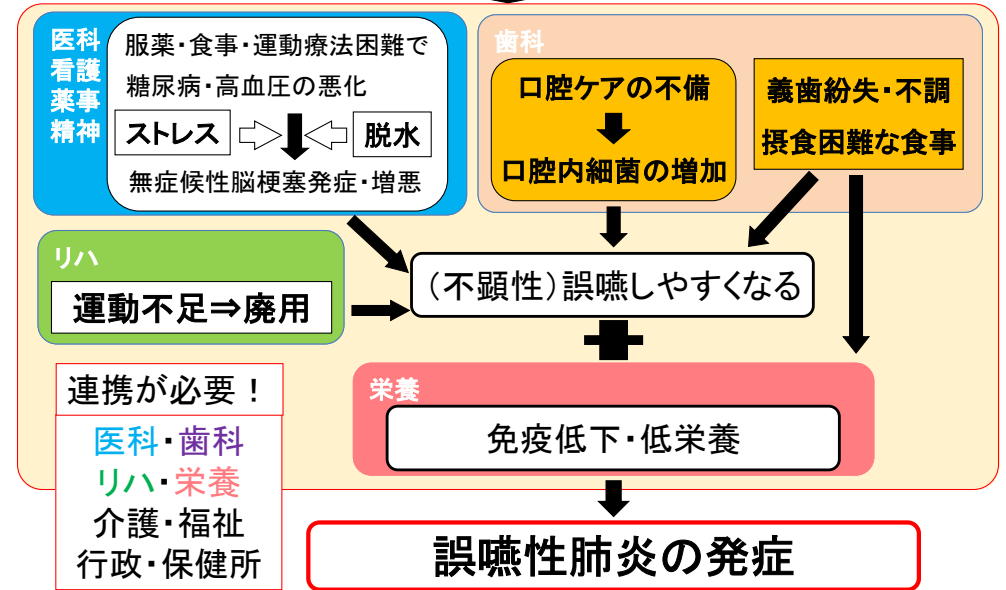 医科
看護
薬事
精神
服薬・食事・運動療法困難で
糖尿病・高血圧の悪化
ストレス
脱水
無症候性脳梗塞発症・増悪
歯科
口腔ケアの不備
口腔内細菌の増加
義歯紛失・不調
摂食困難な食事
リハ
運動不足⇒廃用
（不顕性）誤嚥しやすくなる
栄養
免疫低下・低栄養
連携が必要！
医科・歯科
リハ・栄養
介護・福祉
行政・保健所
誤嚥性肺炎の発症